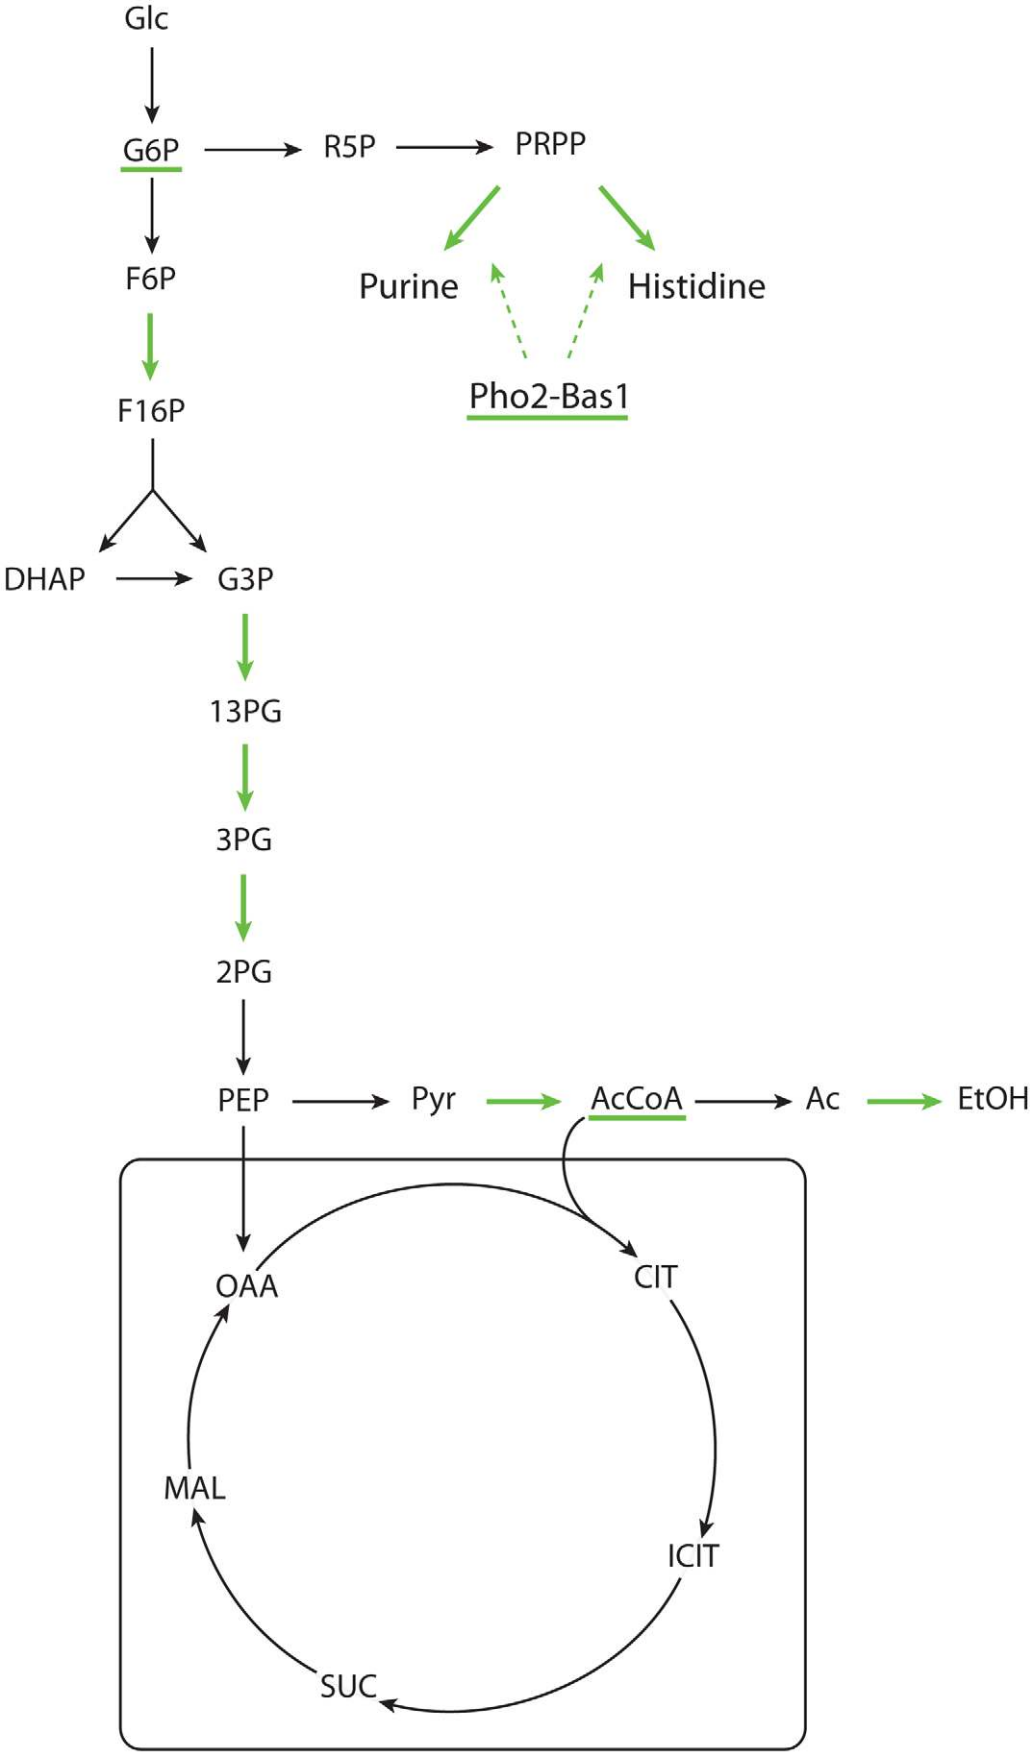 Glc
G6P
R5P
PRPP
F6P
Purine
Histidine
F16P
Pho2-Bas1
DHAP
G3P
13PG
3PG
2PG
PEP
Pyr
AcCoA
Ac
EtOH
OAA
CIT
MAL
ICIT
SUC